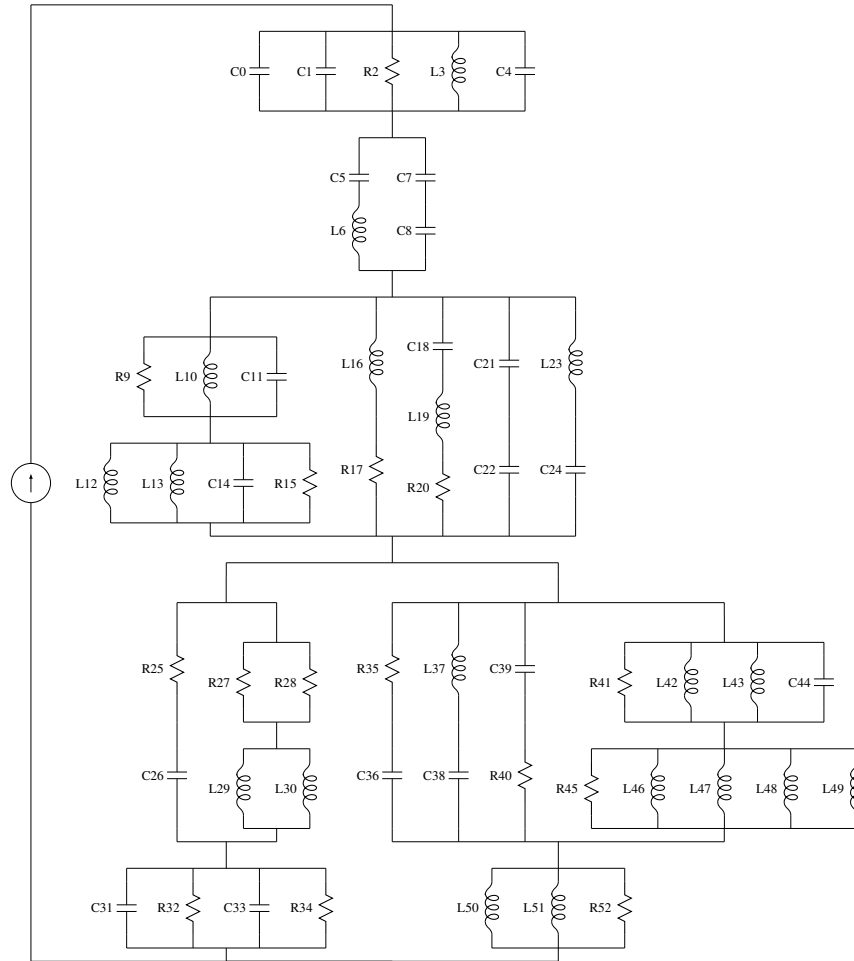 C0 C1 R2 L3 C4
C5 C7
L6 C8
C18
L16 C21 L23
R9 L10 C11
L19
R17 C22 C24
L12 L13 C14 R15 R20
R25 R35 L37 C39
R27 R28 R41 L42 L43 C44
C26 C36 C38 R40
L29 L30 R45 L46 L47 L48 L49
C31 R32 C33 R34 L50 L51 R52